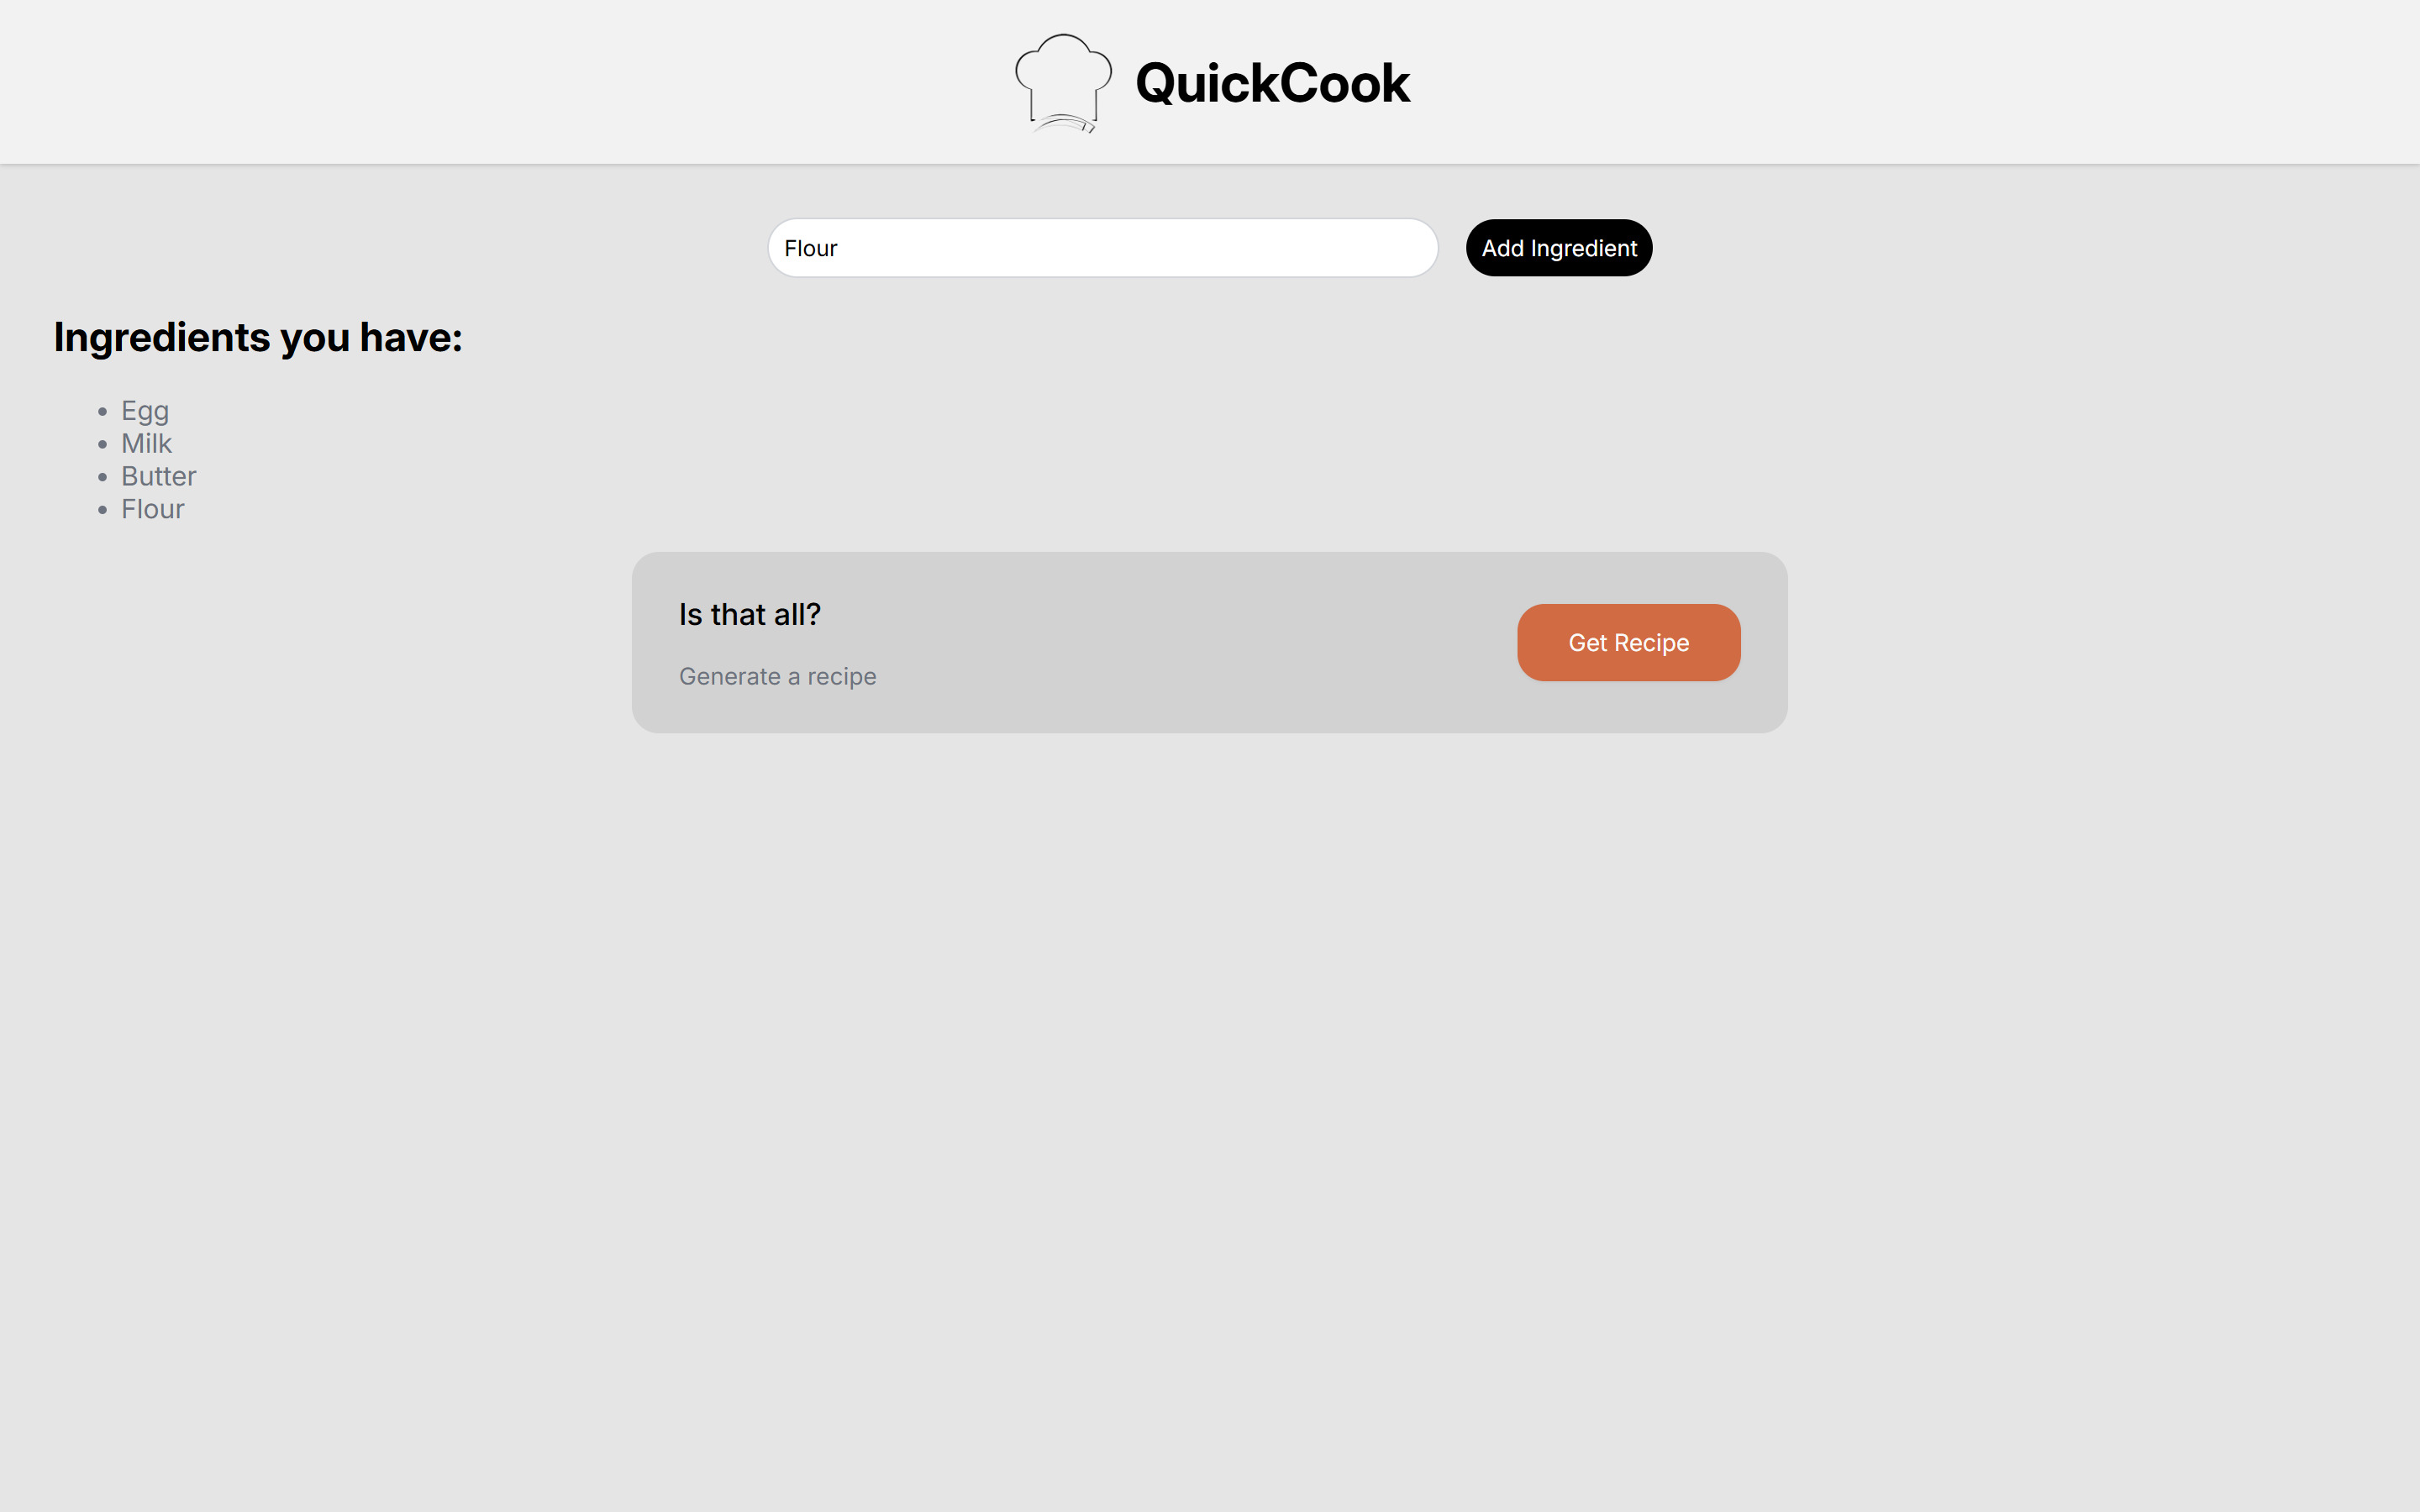 QuickCook
Flour
Add Ingredient
Ingredients you have:
Egg
Milk
Butter
Flour
Is that all?
Generate a recipe
Get Recipe